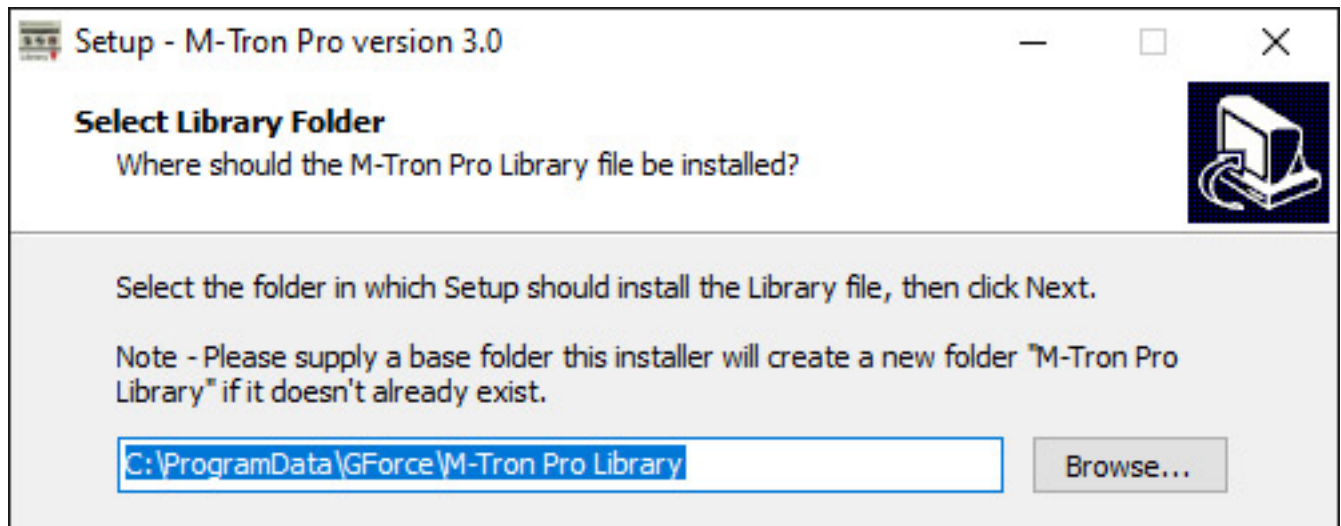 Setup - M-Tron Pro version 3.0
Select Library Folder
Where should the M-Tron Pro Library file be installed?
Select the folder in which Setup should install the Library file, then click Next.
Note - Please supply a base folder this installer will create a new folder "M-Tron Pro
Library" if it doesn't already exist.
C:\ProgramData\GForce\M-Tron Pro Library
Browse...